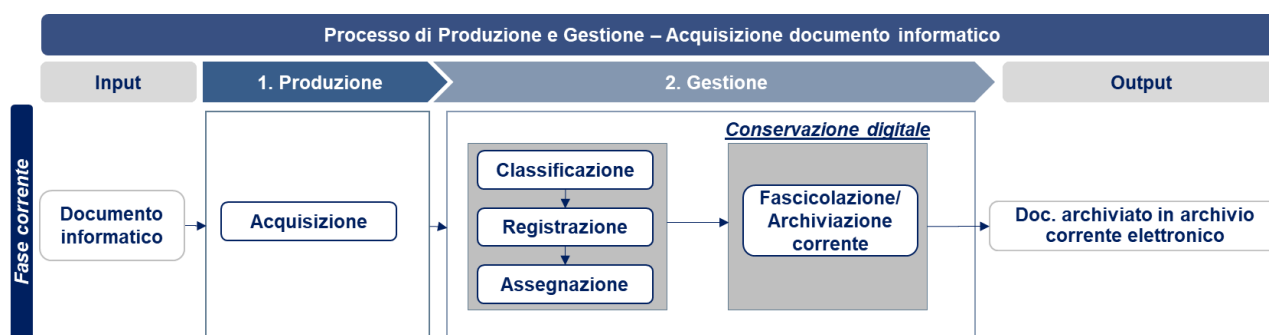 Processo di Produzione e Gestione – Acquisizione documento informatico
Input
1. Produzione
2. Gestione
Output
Fase corrente
Documento
informatico
Acquisizione
Classificazione
Registrazione
Assegnazione
Conservazione digitale
Fascicolazione/
Archiviazione
corrente
Doc. archiviato in archivio
corrente elettronico